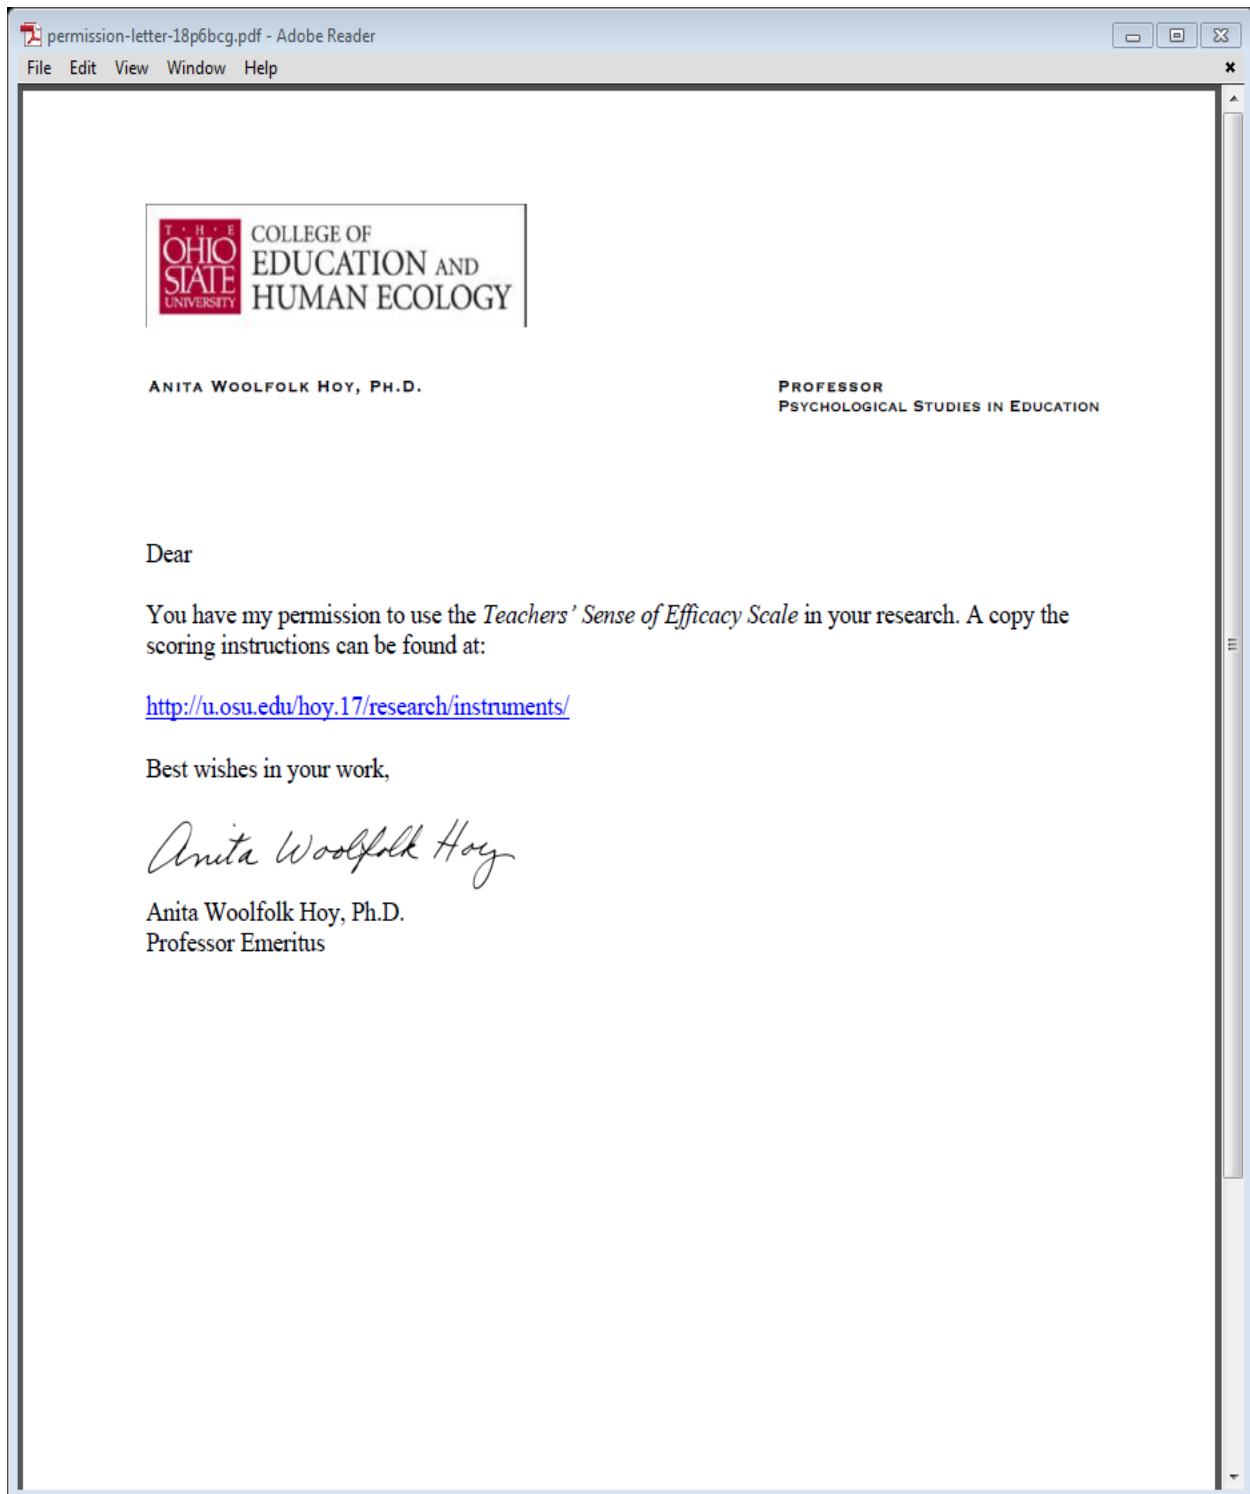 permission-letter-18p6bcg.pdf - Adobe Reader
File Edit View Window Help
T · H · E
OHIO
STATE
UNIVERSITY
COLLEGE OF
EDUCATION AND
HUMAN ECOLOGY
ANITA WOOLFOLK HOY, PH.D.
PROFESSOR
PSYCHOLOGICAL STUDIES IN EDUCATION
Dear
You have my permission to use the Teachers’ Sense of Efficacy Scale in your research. A copy the
scoring instructions can be found at:
http://u.osu.edu/hoy.17/research/instruments/
Best wishes in your work,
Anita Woolfolk Hoy
Anita Woolfolk Hoy, Ph.D.
Professor Emeritus